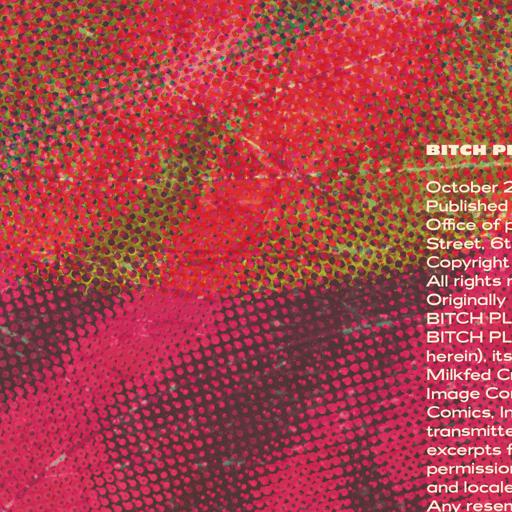 BITCH PL
October 2
Published
Office of p
Street, 6t
Copyright
All rights r
Originally
BITCH PL
BITCH PL
herein), its
Milkfed Cr
Image Co
Comics, In
transmitte
excerpts f
permission
and locale
Any resem